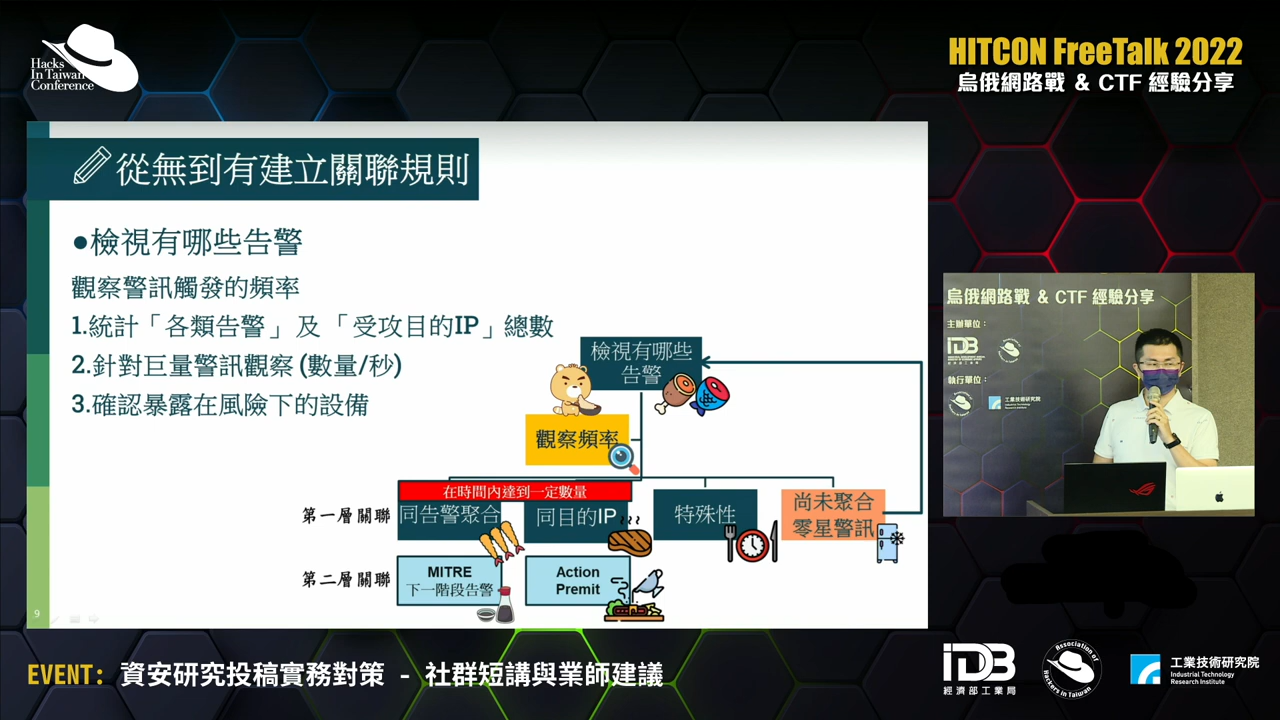 Hacks
In Taiwan
Conference
HITCON FreeTalk 2022
烏俄網路戰 & CTF 經驗分享
從無到有建立關聯規則
●檢視有哪些告警
觀察警訊觸發的頻率
1.統計「各類告警」及「受攻目的IP」總數
2.針對巨量警訊觀察 (數量/秒)
3.確認暴露在風險下的設備
檢視有哪些
告警
觀察頻率
在時間內達到一定數量
第一層關聯
同告警聚合
同目的IP
特殊性
尚未聚合
零星警訊
第二層關聯
MITRE
下一階段告警
Action
Premit
9
烏俄網路戰 & CTF 經驗分享
主辦單位：
IDB
執行單位：
工業技術研究院
EVENT： 資安研究投稿實務對策 - 社群短講與業師建議
IDB
經濟部工業局
Association of
Hackers in Taiwan
工業技術研究院
Industrial Technology
Research Institute